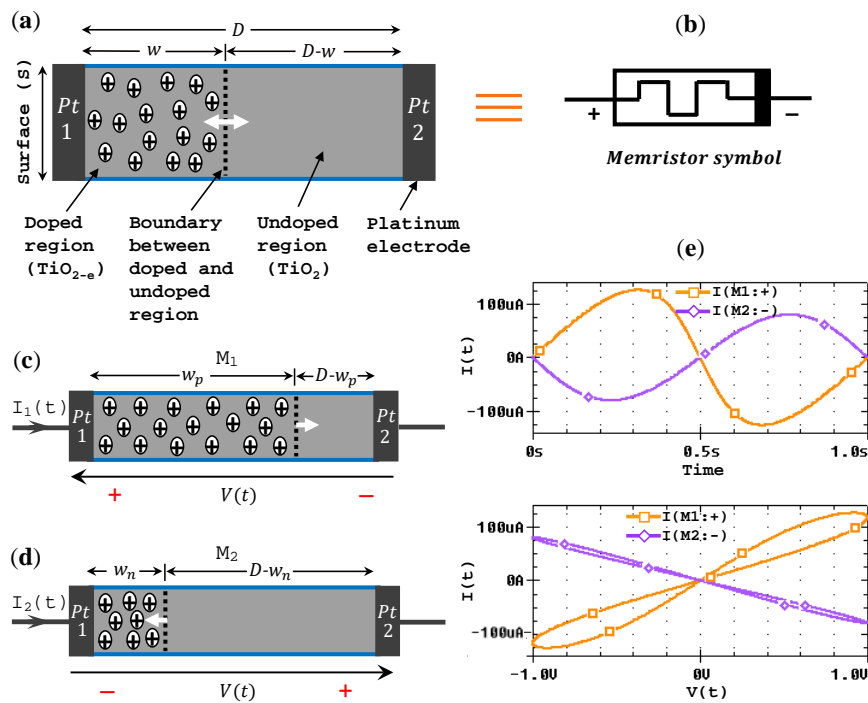 (a)
D
w
D-w
Surface (S)
Pt
1
Pt
2
Doped
region
(TiO2-e)
Boundary
between
doped and
undoped
region
Undoped
region
(TiO2)
Platinum
electrode
(b)
+
−
Memristor symbol
(c)
M1
wp
D-wp
I1(t)
Pt
1
Pt
2
+
V(t)
−
(d)
M2
wn
D-wn
I2(t)
Pt
1
Pt
2
−
V(t)
+
(e)
I(M1:+)
I(M2:-)
100uA
0A
-100uA
I(t)
0s
0.5s
1.0s
Time
I(M1:+)
I(M2:-)
100uA
0A
-100uA
I(t)
-1.0V
0V
1.0V
V(t)